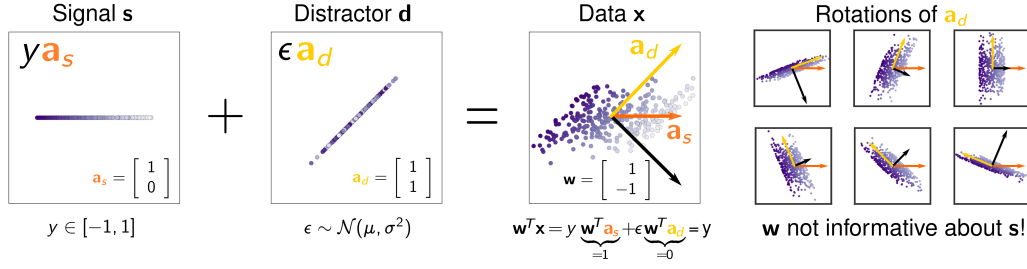 Signal s
Distractor d
Data x
Rotations of a_d
y a_s
+
ϵ a_d
=
a_d
a_s
a_s = [ 1 0 ]
a_d = [ 1 1 ]
w = [ 1 -1 ]
y ∈ [-1, 1]
ϵ ∼ N(μ, σ²)
w^T x = y w^T a_s + ϵ w^T a_d = y
=1
=0
w not informative about s!